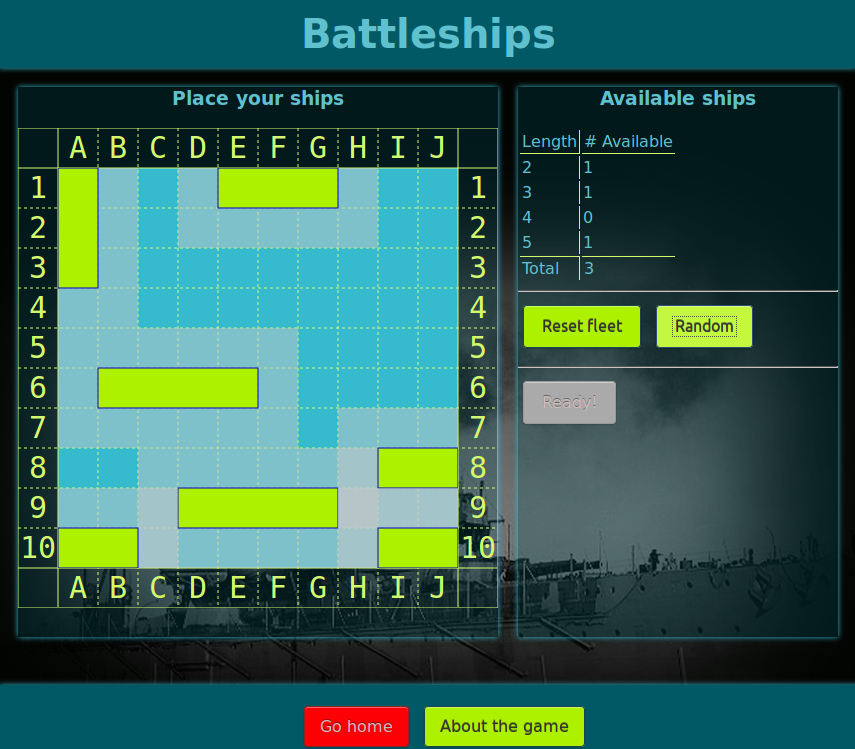 Battleships
Place your ships
A B C D E F G H I J
1 1
2 2
3 3
4 4
5 5
6 6
7 7
8 8
9 9
10 10
A B C D E F G H I J
Available ships
Length # Available
2 1
3 1
4 0
5 1
Total 3
Reset fleet Random
Ready!
Go home About the game